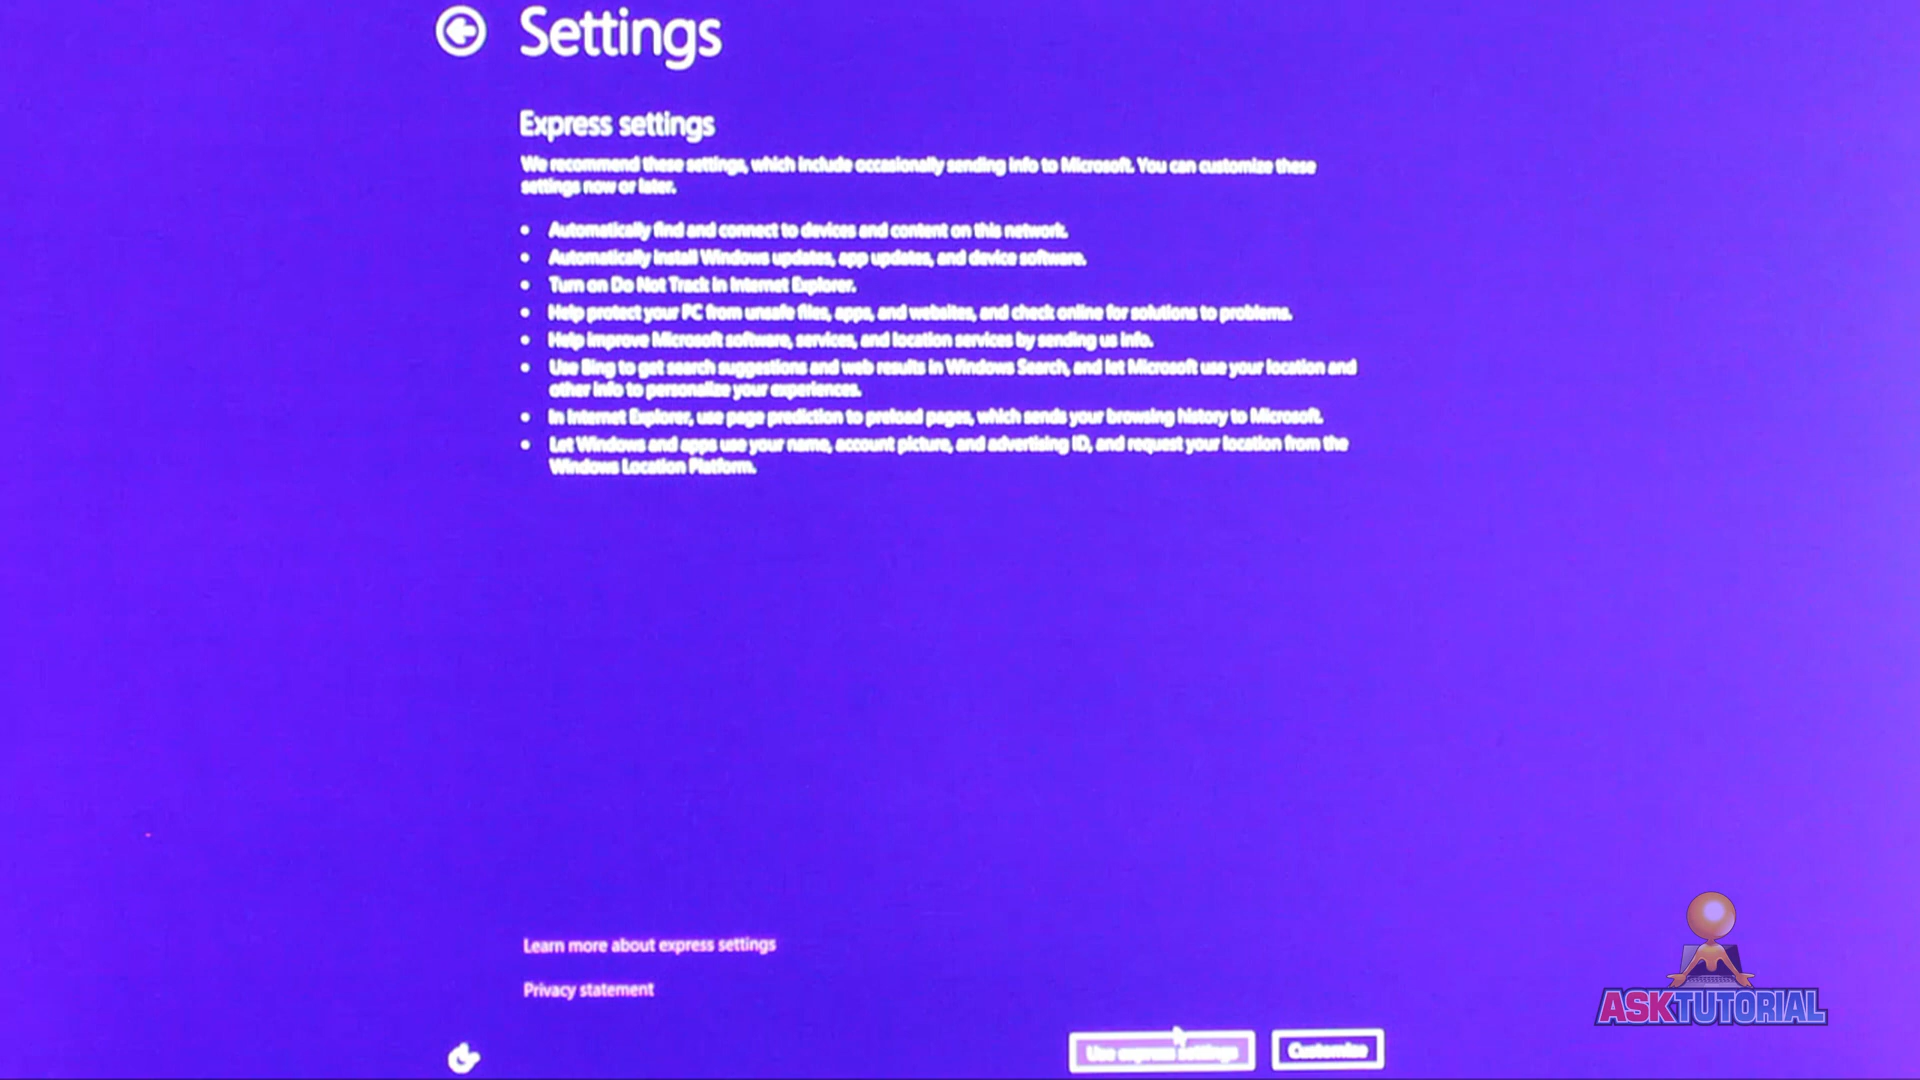 Settings
Express settings
We recommend these settings, which include occasionally sending info to Microsoft. You can customize these
settings now or later.
Automatically find and connect to devices and content on this network.
Automatically install Windows updates, app updates, and device software.
Turn on Do Not Track in Internet Explorer.
Help protect your PC from unsafe files, apps, and websites, and check online for solutions to problems.
Help improve Microsoft software, services, and location services by sending us info.
Use Bing to get search suggestions and web results in Windows Search, and let Microsoft use your location and
other info to personalize your experiences.
In Internet Explorer, use page prediction to preload pages, which sends your browsing history to Microsoft.
Let Windows and apps use your name, account picture, and advertising ID, and request your location from the
Windows Location Platform.
Learn more about express settings
Privacy statement
Use express settings
Customize
ASKTUTORIAL